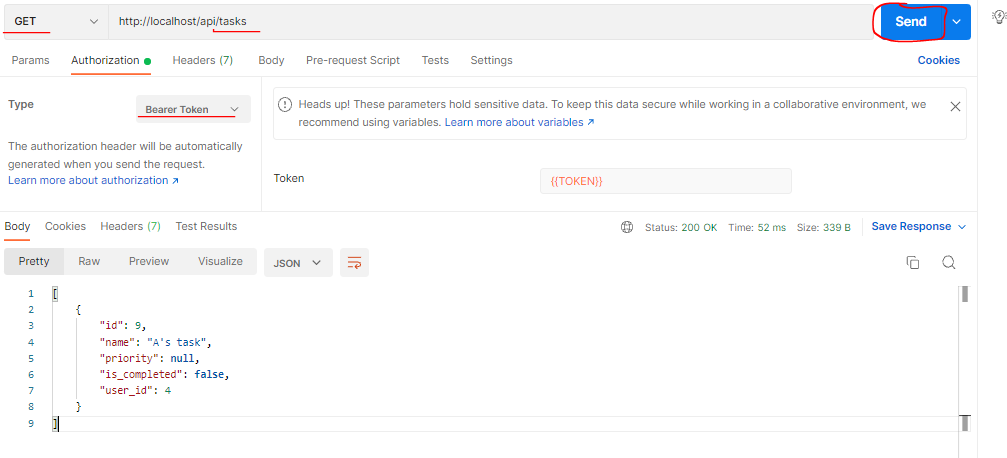 GET http://localhost/api/tasks Send
Params Authorization Headers (7) Body Pre-request Script Tests Settings Cookies
Type Bearer Token
The authorization header will be automatically
generated when you send the request.
Learn more about authorization ↗
Heads up! These parameters hold sensitive data. To keep this data secure while working in a collaborative environment, we
recommend using variables. Learn more about variables ↗
Token {{TOKEN}}
Body Cookies Headers (7) Test Results Status: 200 OK Time: 52 ms Size: 339 B Save Response
Pretty Raw Preview Visualize JSON
1 [
2 {
3 "id": 9,
4 "name": "A's task",
5 "priority": null,
6 "is_completed": false,
7 "user_id": 4
8 }
9 ]